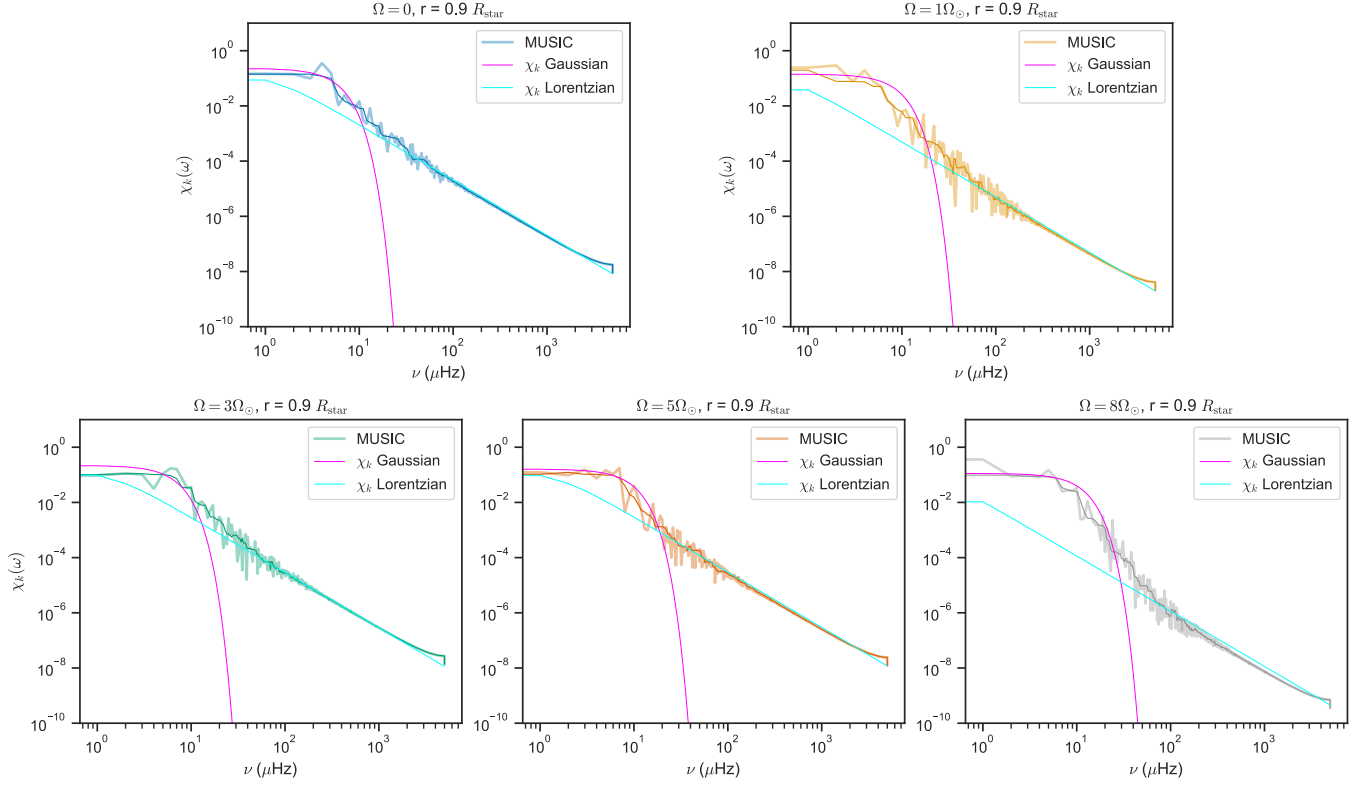 Ω = 0, r = 0.9 R_star
MUSIC
χ_k Gaussian
χ_k Lorentzian
10^0
10^−2
10^−4
10^−6
10^−8
10^−10
χ_k(ω)
10^0 10^1 10^2 10^3
ν (μHz)
Ω = 1Ω_⊙, r = 0.9 R_star
MUSIC
χ_k Gaussian
χ_k Lorentzian
10^0
10^−2
10^−4
10^−6
10^−8
10^−10
χ_k(ω)
10^0 10^1 10^2 10^3
ν (μHz)
Ω = 3Ω_⊙, r = 0.9 R_star
MUSIC
χ_k Gaussian
χ_k Lorentzian
10^0
10^−2
10^−4
10^−6
10^−8
10^−10
χ_k(ω)
10^0 10^1 10^2 10^3
ν (μHz)
Ω = 5Ω_⊙, r = 0.9 R_star
MUSIC
χ_k Gaussian
χ_k Lorentzian
10^0
10^−2
10^−4
10^−6
10^−8
10^−10
10^0 10^1 10^2 10^3
ν (μHz)
Ω = 8Ω_⊙, r = 0.9 R_star
MUSIC
χ_k Gaussian
χ_k Lorentzian
10^0
10^−2
10^−4
10^−6
10^−8
10^−10
10^0 10^1 10^2 10^3
ν (μHz)